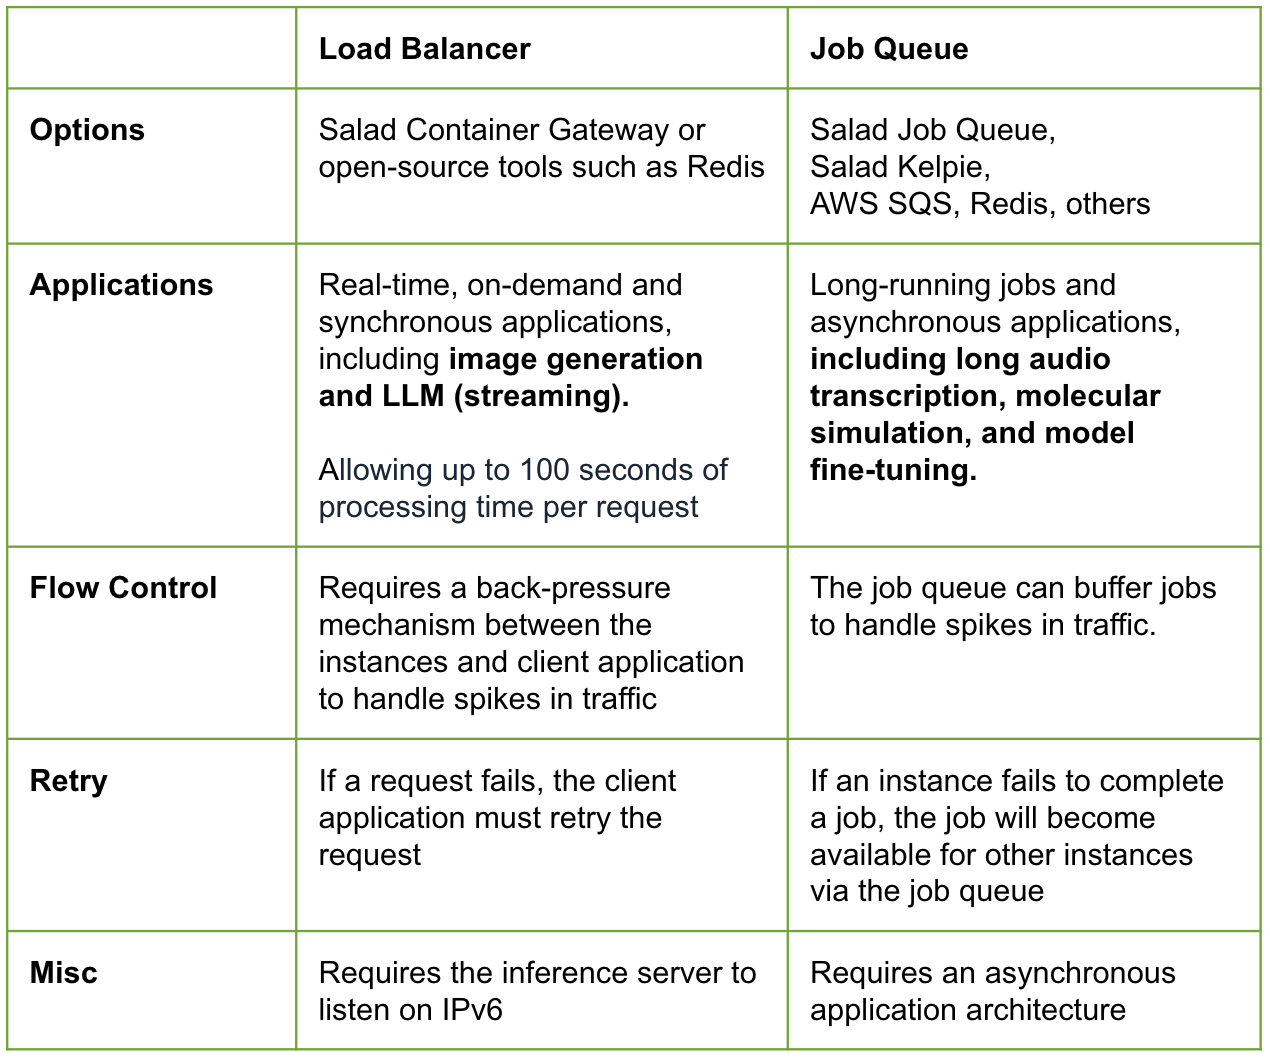 Load Balancer
Job Queue
Options
Salad Container Gateway or
open-source tools such as Redis
Salad Job Queue,
Salad Kelpie,
AWS SQS, Redis, others
Applications
Real-time, on-demand and
synchronous applications,
including image generation
and LLM (streaming).
Allowing up to 100 seconds of
processing time per request
Long-running jobs and
asynchronous applications,
including long audio
transcription, molecular
simulation, and model
fine-tuning.
Flow Control
Requires a back-pressure
mechanism between the
instances and client application
to handle spikes in traffic
The job queue can buffer jobs
to handle spikes in traffic.
Retry
If a request fails, the client
application must retry the
request
If an instance fails to complete
a job, the job will become
available for other instances
via the job queue
Misc
Requires the inference server to
listen on IPv6
Requires an asynchronous
application architecture